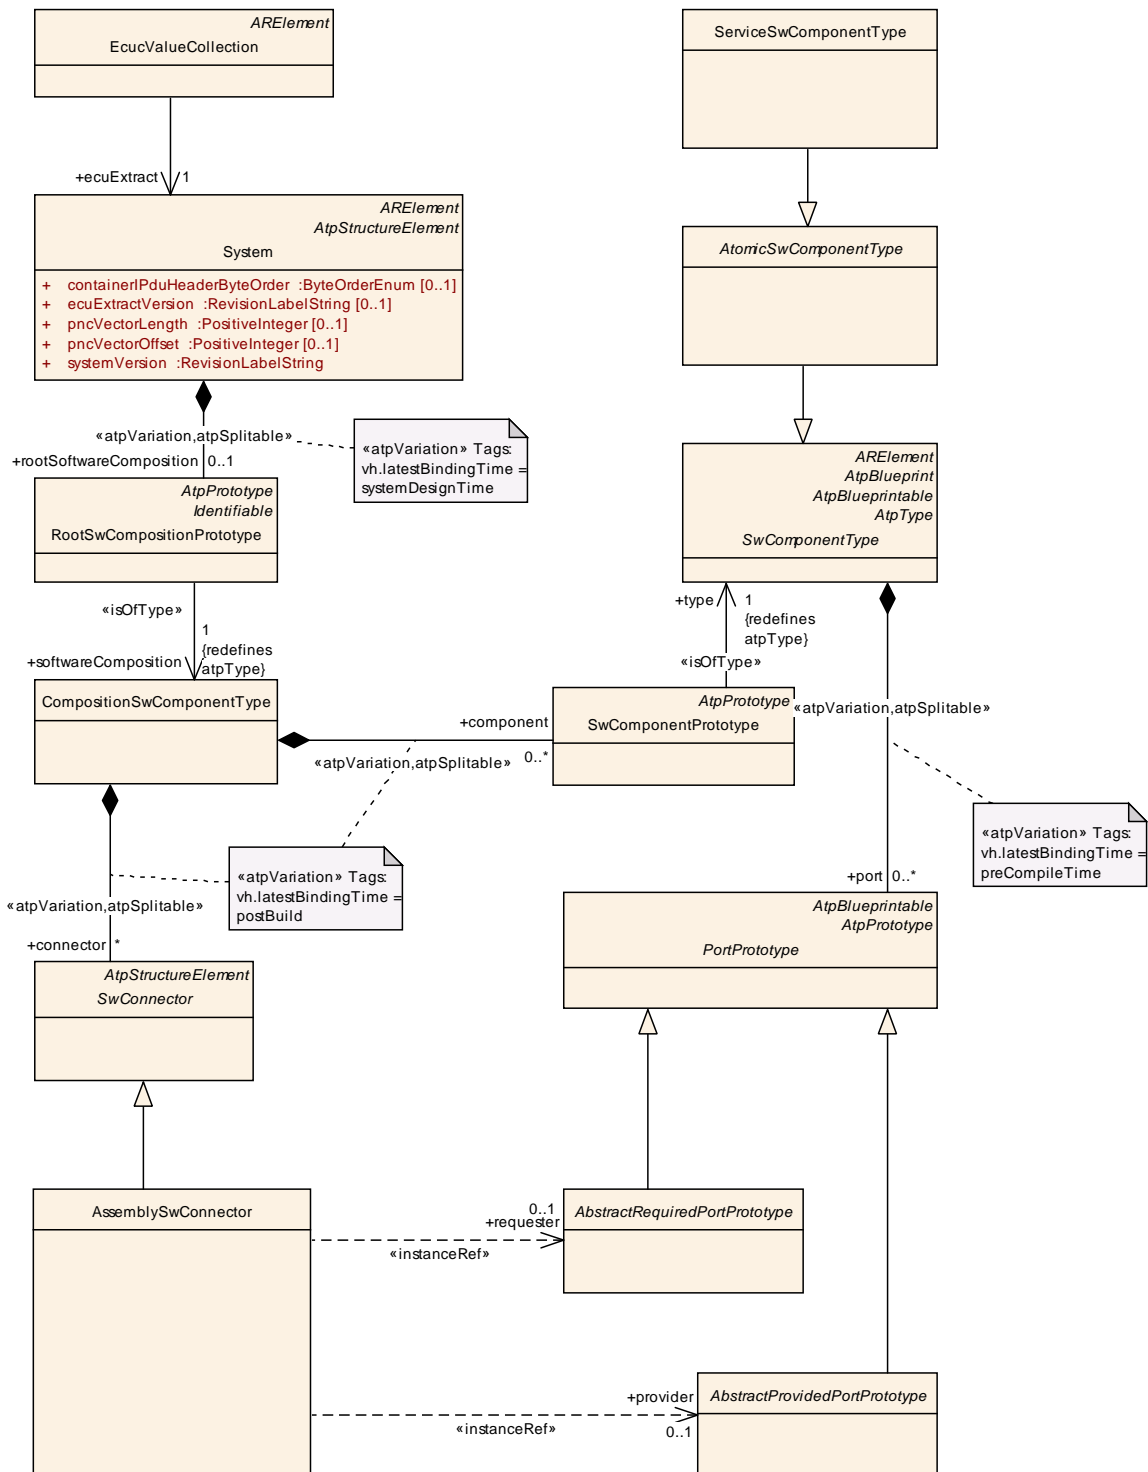 ARElement
EcucValueCollection
ServiceSwComponentType
+ecuExtract
1
ARElement
AtpStructureElement
System
+ containerIPduHeaderByteOrder :ByteOrderEnum [0..1]
+ ecuExtractVersion :RevisionLabelString [0..1]
+ pncVectorLength :PositiveInteger [0..1]
+ pncVectorOffset :PositiveInteger [0..1]
+ systemVersion :RevisionLabelString
AtomicSwComponentType
«atpVariation,atpSplitable»
+rootSoftwareComposition 0..1
«atpVariation» Tags:
vh.latestBindingTime =
systemDesignTime
ARElement
AtpBlueprint
AtpBlueprintable
AtpType
SwComponentType
AtpPrototype
Identifiable
RootSwCompositionPrototype
«isOfType»
1
{redefines
atpType}
+softwareComposition
+type
1
{redefines
atpType}
«isOfType»
CompositionSwComponentType
+component
0..*
«atpVariation,atpSplitable»
AtpPrototype
SwComponentPrototype
«atpVariation,atpSplitable»
«atpVariation» Tags:
vh.latestBindingTime =
preCompileTime
«atpVariation» Tags:
vh.latestBindingTime =
postBuild
«atpVariation,atpSplitable»
+connector *
+port 0..*
AtpBlueprintable
AtpPrototype
PortPrototype
AtpStructureElement
SwConnector
AssemblySwConnector
0..1
+requester
«instanceRef»
AbstractRequiredPortPrototype
+provider
0..1
«instanceRef»
AbstractProvidedPortPrototype